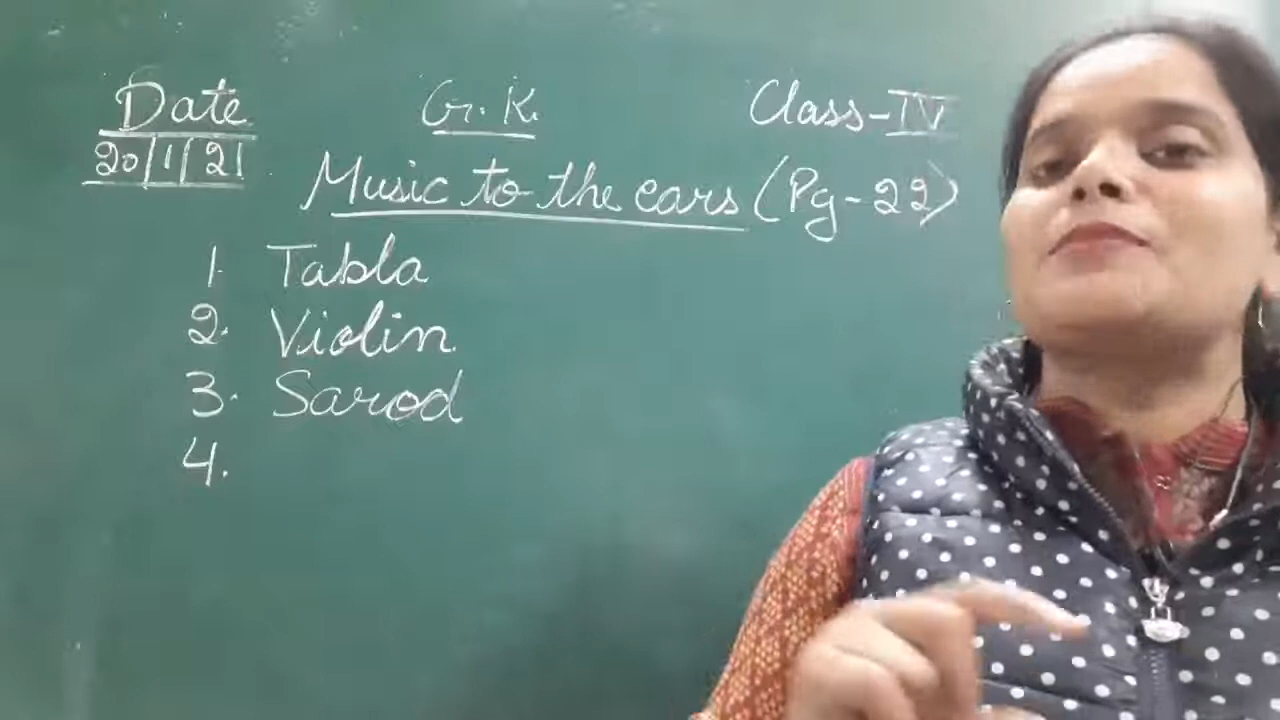 Date G.K. Class-IV
20/1/21
Music to the ears (Pg-22)
1. Tabla
2. Violin
3. Sarod
4.